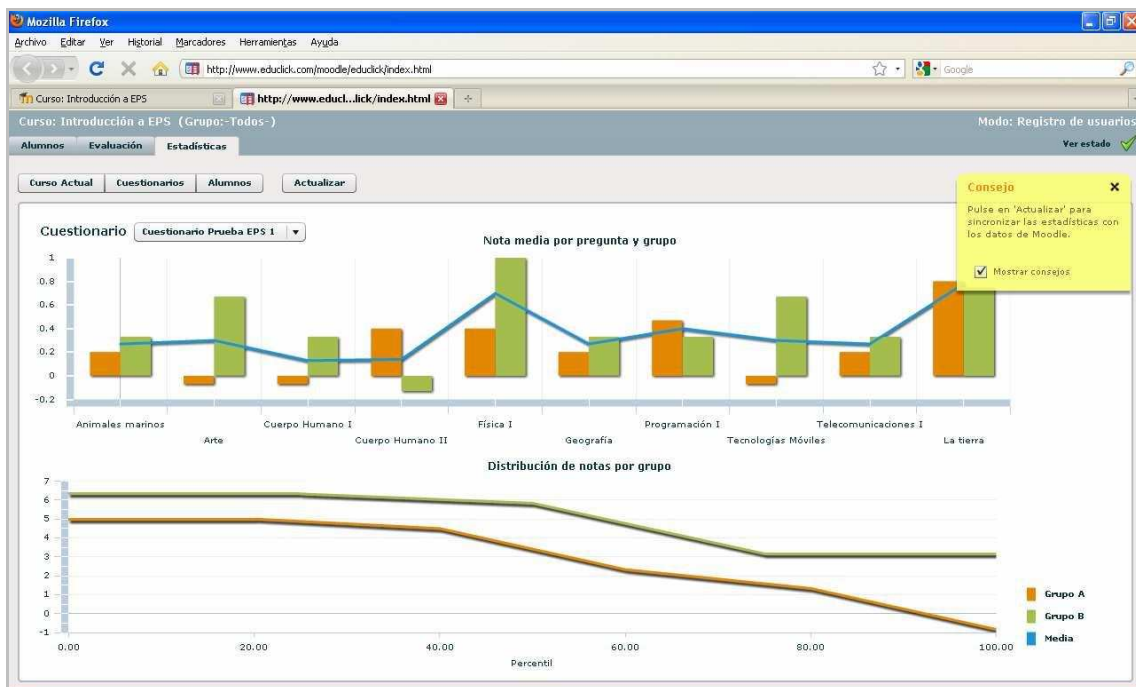 Mozilla Firefox
Archivo Editar Ver Historial Marcadores Herramientas Ayuda
http://www.educlick.com/moodle/educlick/index.html
Google
Curso: Introducción a EPS
http://www.educl...lick/index.html
Curso: Introducción a EPS (Grupo:-Todos-)
Modo: Registro de usuarios
Alumnos Evaluación Estadísticas
Ver estado
Curso Actual Cuestionarios Alumnos Actualizar
Consejo
Pulse en 'Actualizar' para
sincronizar las estadísticas con
los datos de Moodle.
Mostrar consejos
Cuestionario Cuestionario Prueba EPS 1
Nota media por pregunta y grupo
1
0.8
0.6
0.4
0.2
0
-0.2
Animales marinos
Arte
Cuerpo Humano I
Cuerpo Humano II
Física I
Geografía
Programación I
Tecnologías Móviles
Telecomunicaciones I
La tierra
Distribución de notas por grupo
7
6
5
4
3
2
1
0
-1
0.00 20.00 40.00 60.00 80.00 100.00
Percentil
Grupo A
Grupo B
Media